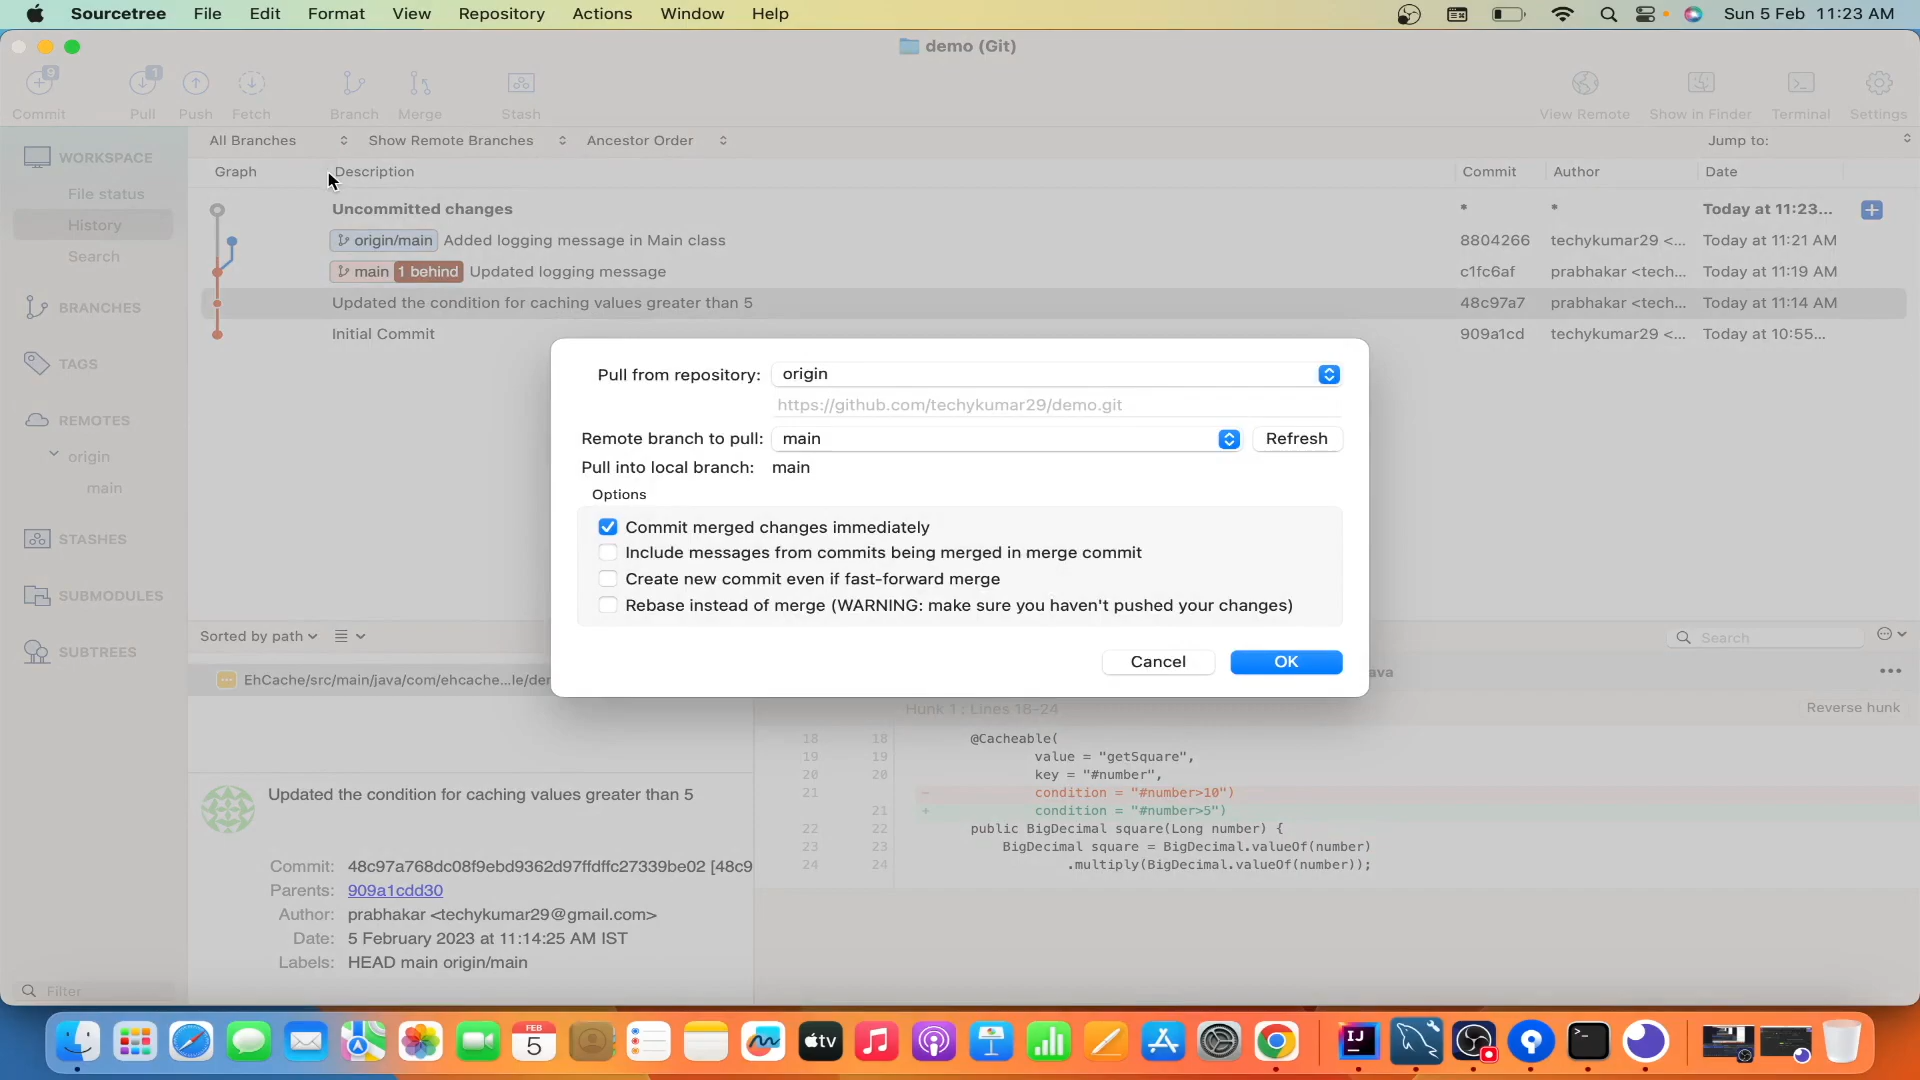 Sourcetree File Edit Format View Repository Actions Window Help Sun 5 Feb 11:23 AM
demo (Git)
9 1
Commit Pull Push Fetch Branch Merge Stash View Remote Show in Finder Terminal Settings
All Branches Show Remote Branches Ancestor Order Jump to:
WORKSPACE
File status
History
Search
BRANCHES
TAGS
REMOTES
origin
main
STASHES
SUBMODULES
SUBTREES
Filter
Graph Description Commit Author Date
Uncommitted changes * * Today at 11:23...
origin/main Added logging message in Main class 8804266 techykumar29 <... Today at 11:21 AM
main 1 behind Updated logging message c1fc6af prabhakar <tech... Today at 11:19 AM
Updated the condition for caching values greater than 5 48c97a7 prabhakar <tech... Today at 11:14 AM
Initial Commit 909a1cd techykumar29 <... Today at 10:55...
Pull from repository: origin
https://github.com/techykumar29/demo.git
Remote branch to pull: main Refresh
Pull into local branch: main
Options
Commit merged changes immediately
Include messages from commits being merged in merge commit
Create new commit even if fast-forward merge
Rebase instead of merge (WARNING: make sure you haven't pushed your changes)
Cancel OK
Sorted by path Search
EhCache/src/main/java/com/ehcache...le/der
ava
Hunk 1 : Lines 18-24 Reverse hunk
18 18 @Cacheable(
19 19 value = "getSquare",
20 20 key = "#number",
21 - condition = "#number>10")
21 + condition = "#number>5")
22 22 public BigDecimal square(Long number) {
23 23 BigDecimal square = BigDecimal.valueOf(number)
24 24 .multiply(BigDecimal.valueOf(number));
Updated the condition for caching values greater than 5
Commit: 48c97a768dc08f9ebd9362d97ffdffc27339be02 [48c9
Parents: 909a1cdd30
Author: prabhakar <techykumar29@gmail.com>
Date: 5 February 2023 at 11:14:25 AM IST
Labels: HEAD main origin/main
FEB
5
tv
IJ